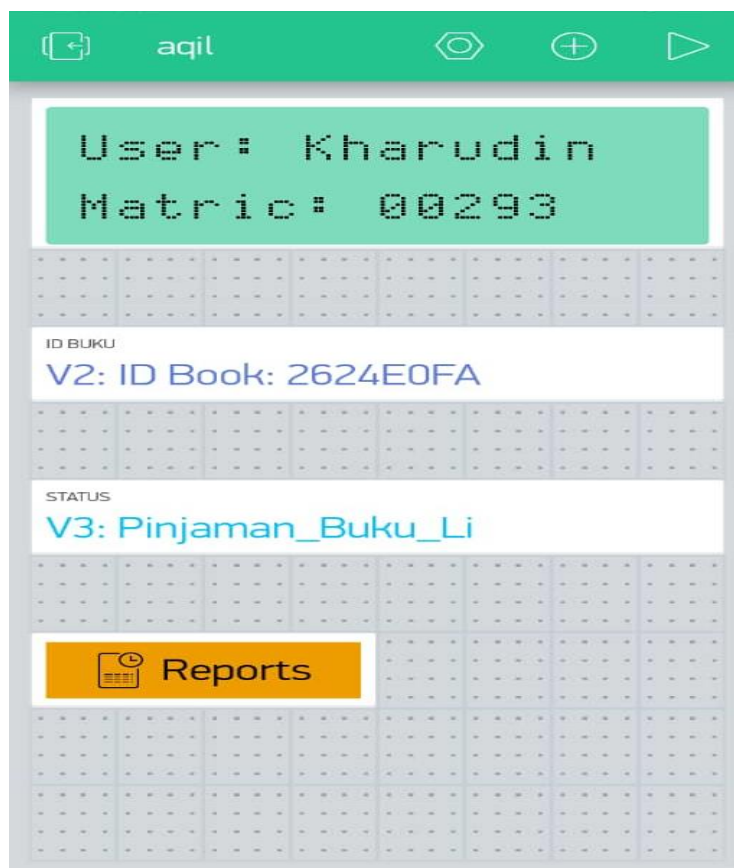 aqil
User: Kharudin
Matric: 00293
ID BUKU
V2: ID Book: 2624E0FA
STATUS
V3: Pinjaman_Buku_Li
Reports